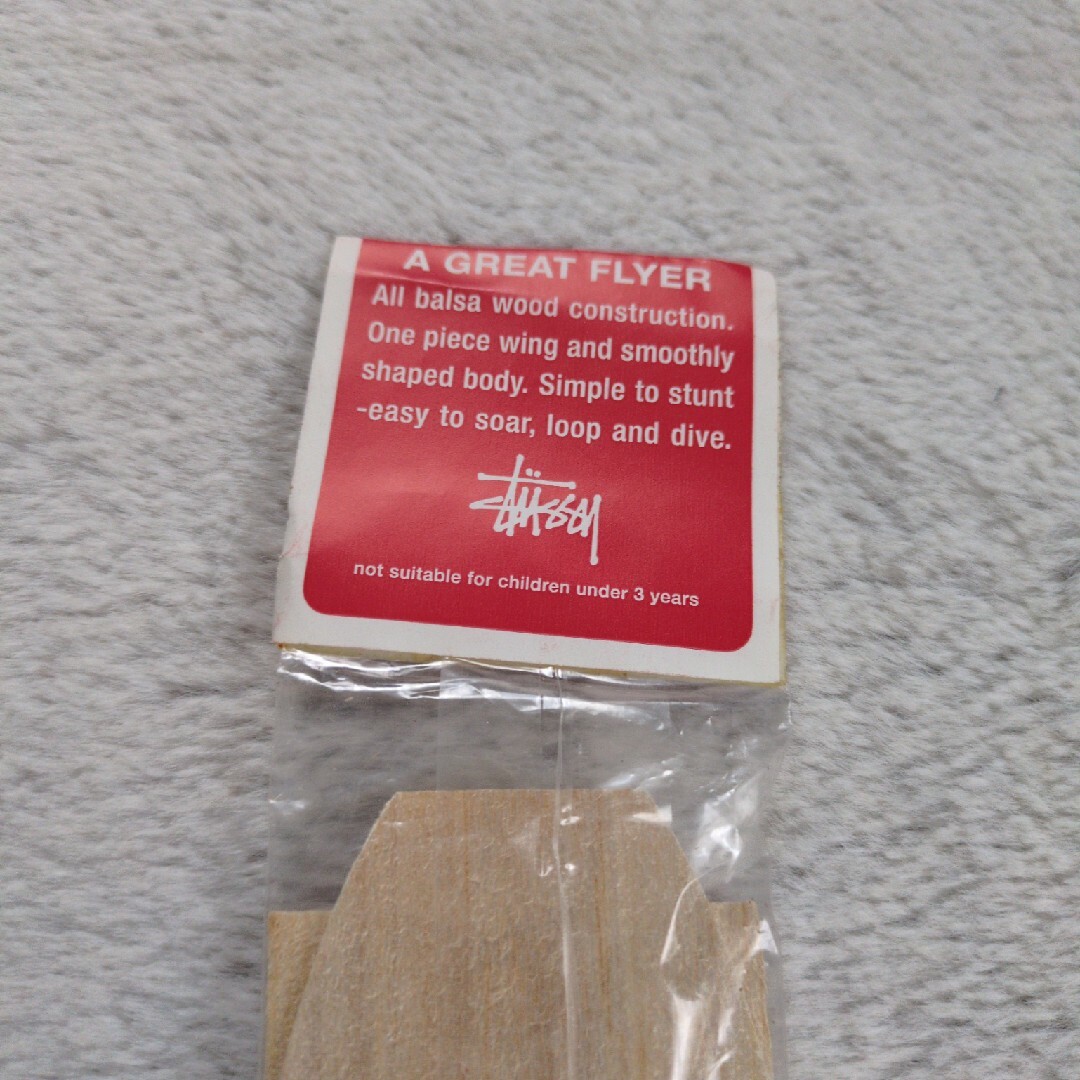 A GREAT FLYER
All balsa wood construction.
One piece wing and smoothly
shaped body. Simple to stunt
-easy to soar, loop and dive.
Stüssy
not suitable for children under 3 years